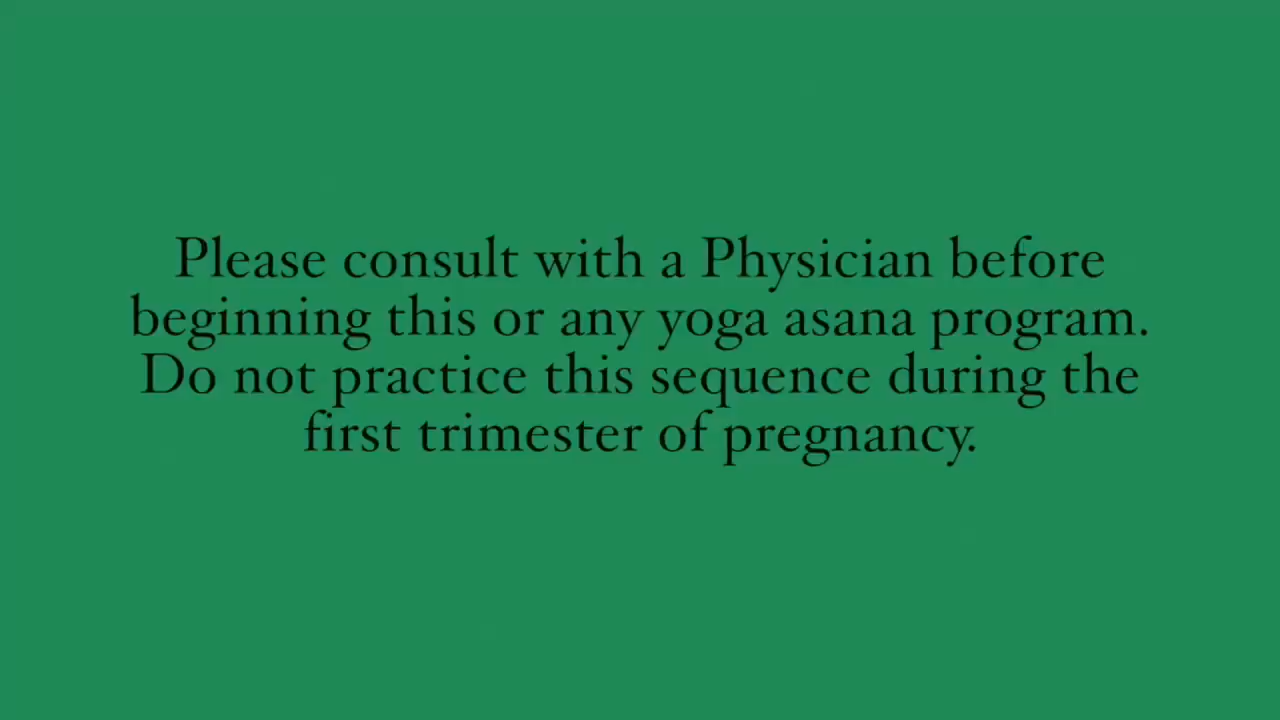 Please consult with a Physician before
beginning this or any yoga asana program.
Do not practice this sequence during the
first trimester of pregnancy.